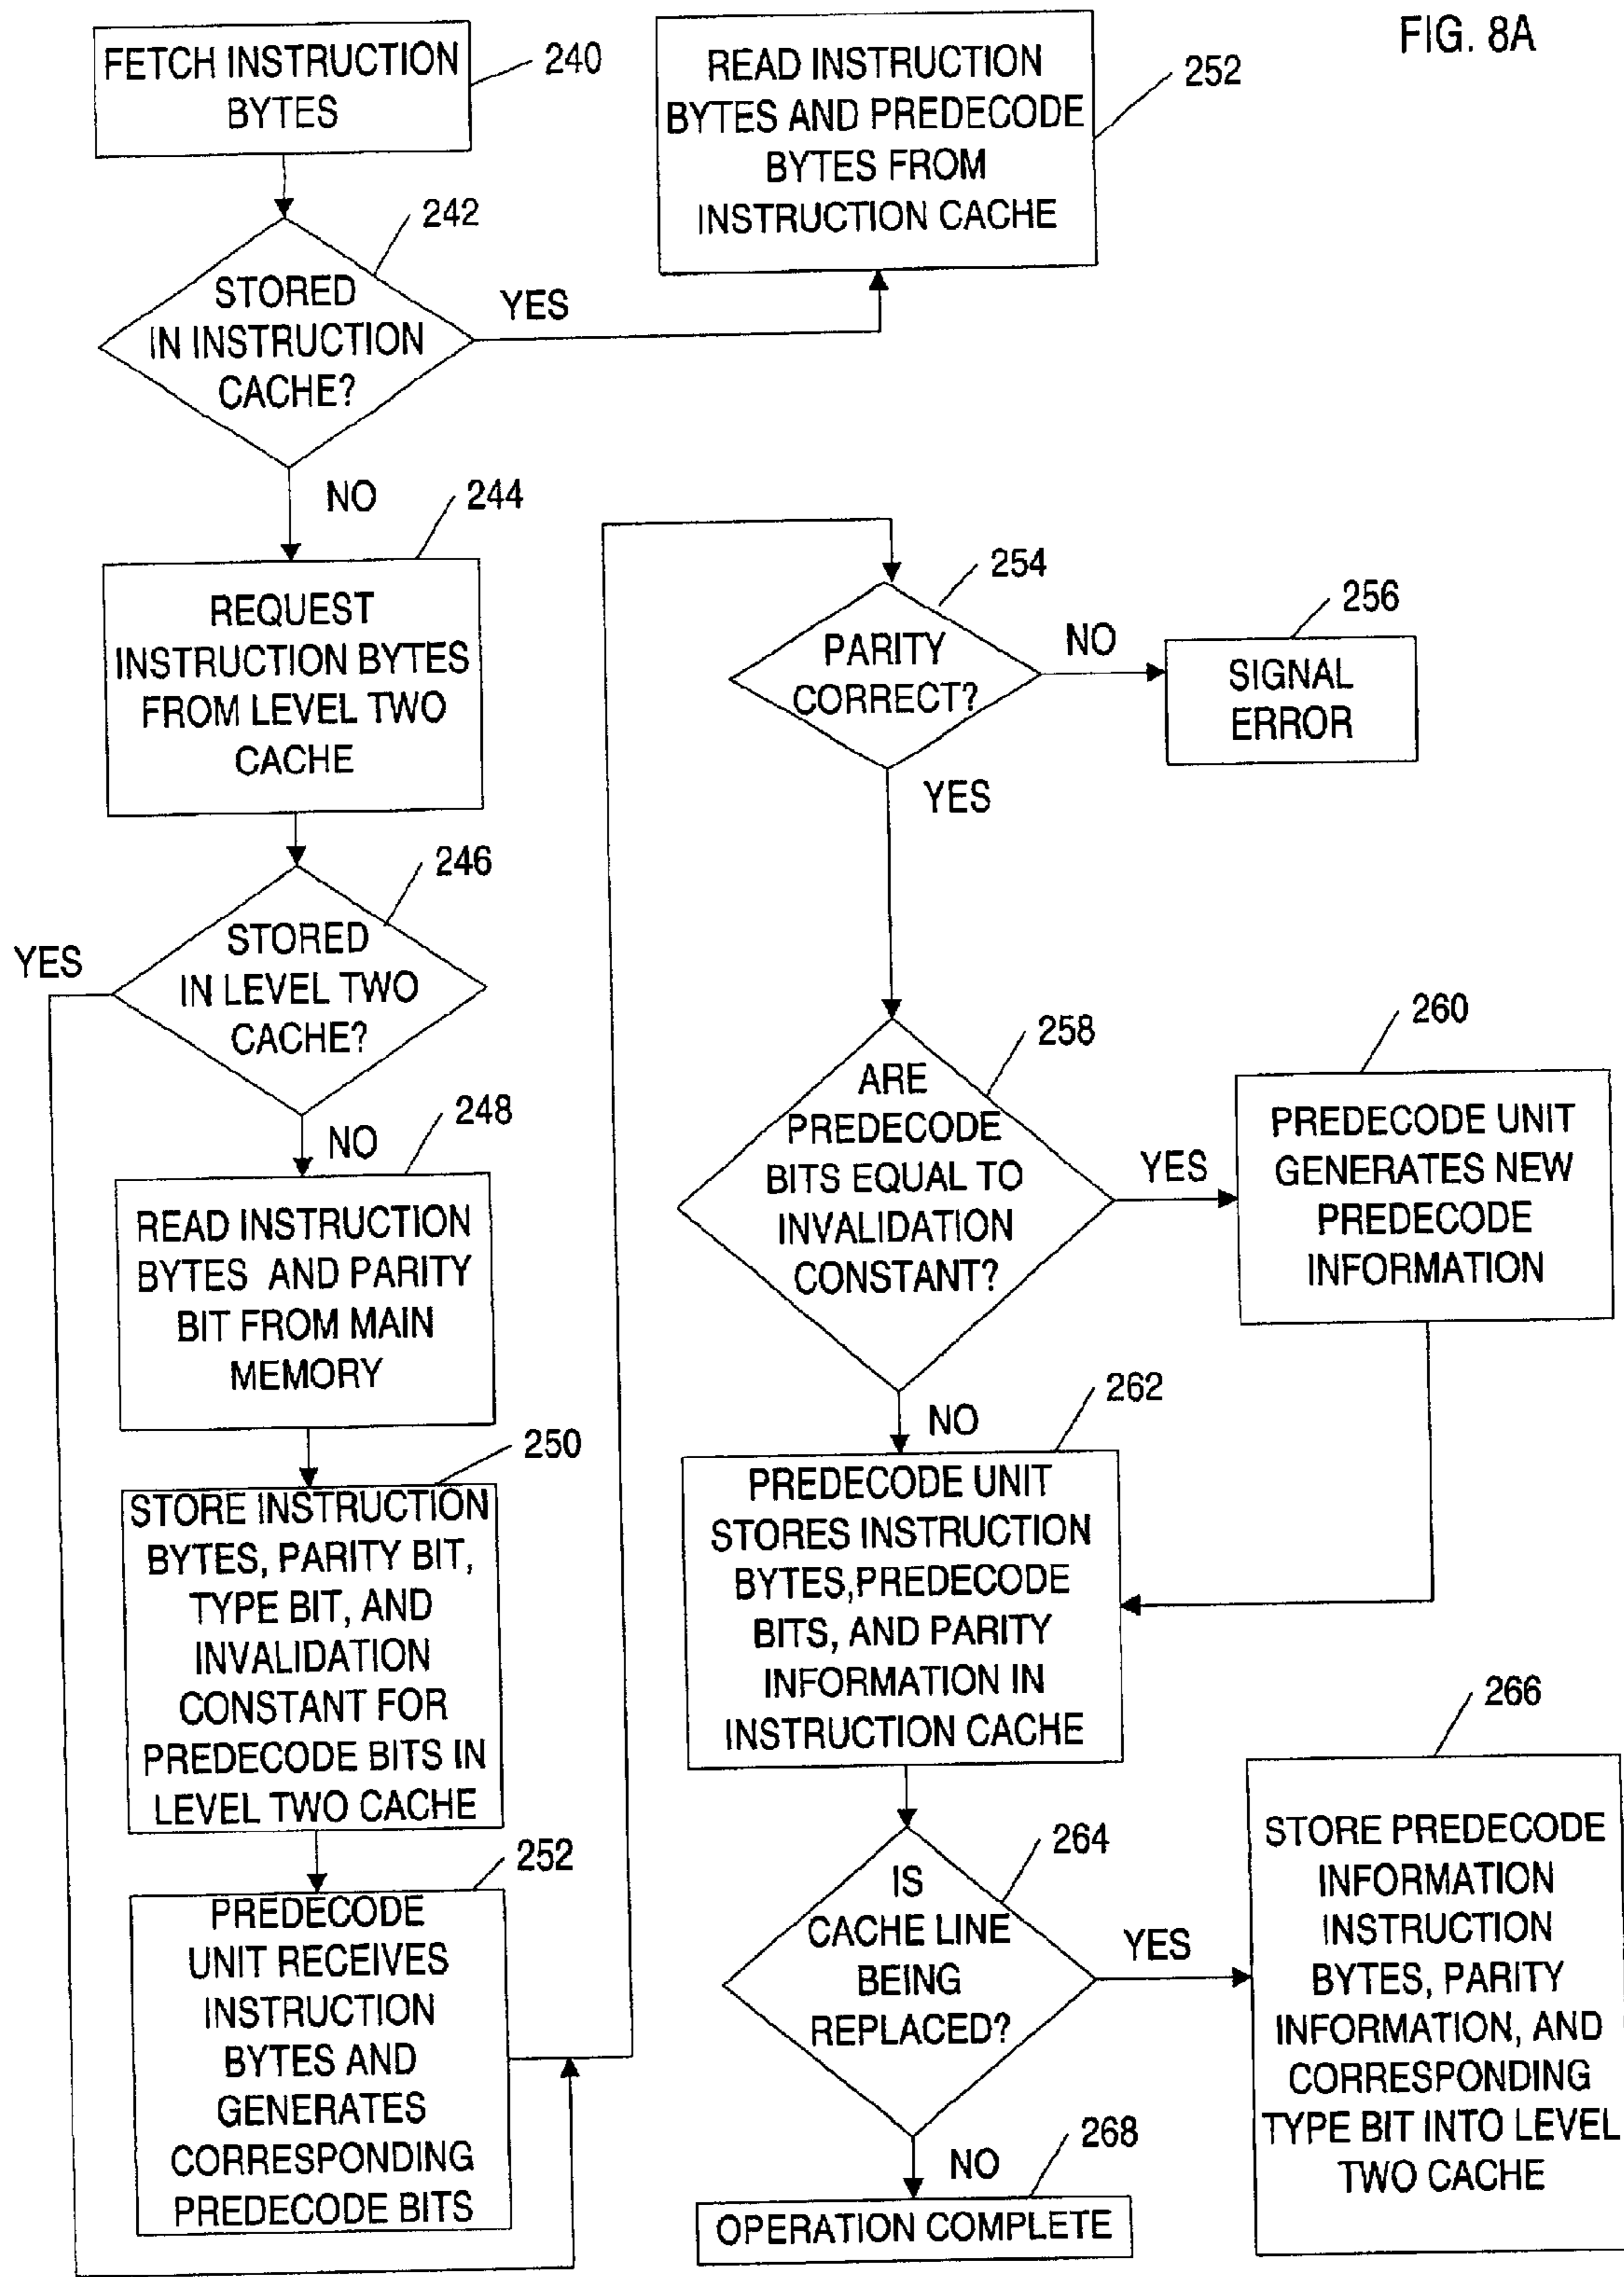 FIG. 8A
FETCH INSTRUCTION
BYTES
240
READ INSTRUCTION
BYTES AND PREDECODE
BYTES FROM
INSTRUCTION CACHE
252
242
STORED
IN INSTRUCTION
CACHE?
YES
NO
244
REQUEST
INSTRUCTION BYTES
FROM LEVEL TWO
CACHE
246
STORED
IN LEVEL TWO
CACHE?
YES
NO
248
READ INSTRUCTION
BYTES AND PARITY
BIT FROM MAIN
MEMORY
250
STORE INSTRUCTION
BYTES, PARITY BIT,
TYPE BIT, AND
INVALIDATION
CONSTANT FOR
PREDECODE BITS IN
LEVEL TWO CACHE
252
PREDECODE
UNIT RECEIVES
INSTRUCTION
BYTES AND
GENERATES
CORRESPONDING
PREDECODE BITS
254
PARITY
CORRECT?
NO
256
SIGNAL
ERROR
YES
258
ARE
PREDECODE
BITS EQUAL TO
INVALIDATION
CONSTANT?
YES
260
PREDECODE UNIT
GENERATES NEW
PREDECODE
INFORMATION
NO
262
PREDECODE UNIT
STORES INSTRUCTION
BYTES,PREDECODE
BITS, AND PARITY
INFORMATION IN
INSTRUCTION CACHE
264
IS
CACHE LINE
BEING
REPLACED?
YES
266
STORE PREDECODE
INFORMATION
INSTRUCTION
BYTES, PARITY
INFORMATION, AND
CORRESPONDING
TYPE BIT INTO LEVEL
TWO CACHE
NO
268
OPERATION COMPLETE